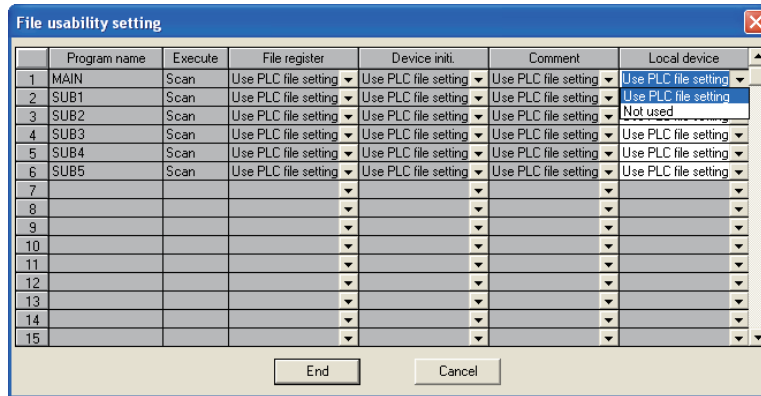 File usability setting
Program name Execute File register Device initi. Comment Local device
1 MAIN Scan Use PLC file setting Use PLC file setting Use PLC file setting Use PLC file setting
2 SUB1 Scan Use PLC file setting Use PLC file setting Use PLC file setting Use PLC file setting
3 SUB2 Scan Use PLC file setting Use PLC file setting Use PLC file setting Not used
4 SUB3 Scan Use PLC file setting Use PLC file setting Use PLC file setting Use PLC file setting
5 SUB4 Scan Use PLC file setting Use PLC file setting Use PLC file setting Use PLC file setting
6 SUB5 Scan Use PLC file setting Use PLC file setting Use PLC file setting Use PLC file setting
7
8
9
10
11
12
13
14
15
End Cancel